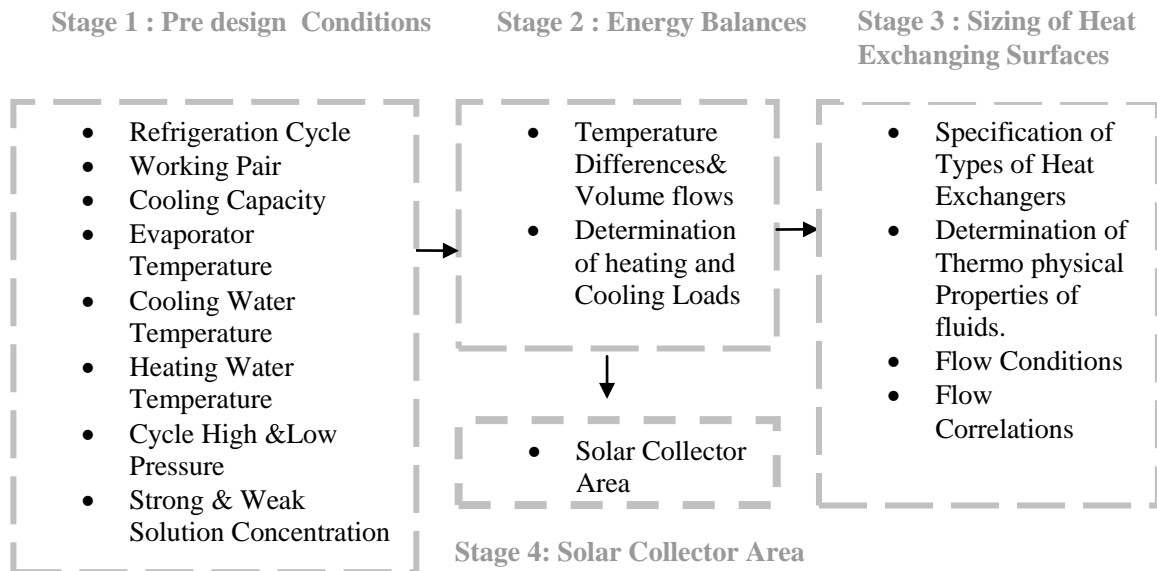 Stage 1 : Pre design  Conditions
• Refrigeration Cycle
• Working Pair
• Cooling Capacity
• Evaporator
Temperature
• Cooling Water
Temperature
• Heating Water
Temperature
• Cycle High &Low
Pressure
• Strong & Weak
Solution Concentration
Stage 2 : Energy Balances
• Temperature
Differences&
Volume flows
• Determination
of heating and
Cooling Loads
Stage 3 : Sizing of Heat
Exchanging Surfaces
• Specification of
Types of Heat
Exchangers
• Determination of
Thermo physical
Properties of
fluids.
• Flow Conditions
• Flow
Correlations
• Solar Collector
Area
Stage 4: Solar Collector Area